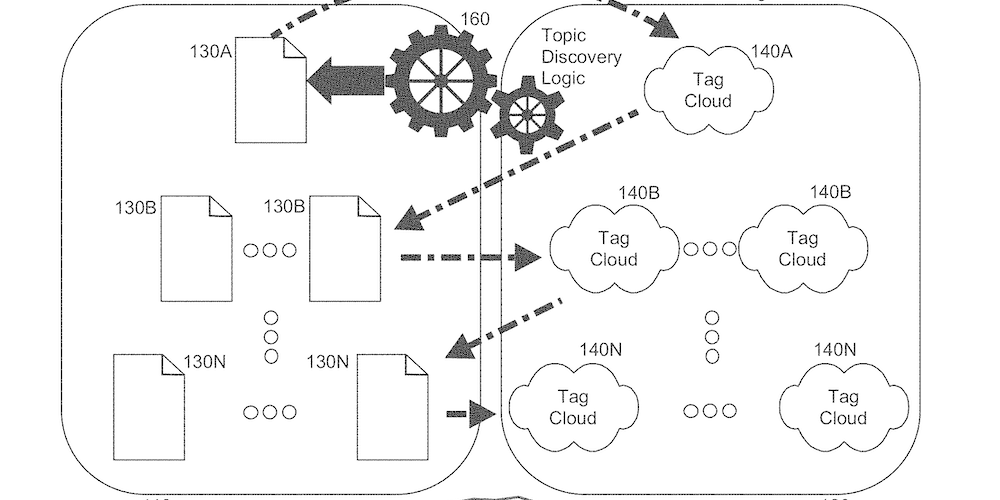 160
130A
Topic
Discovery
Logic
140A
Tag
Cloud
130B
130B
140B
140B
Tag
Cloud
Tag
Cloud
130N
130N
140N
140N
Tag
Cloud
Tag
Cloud